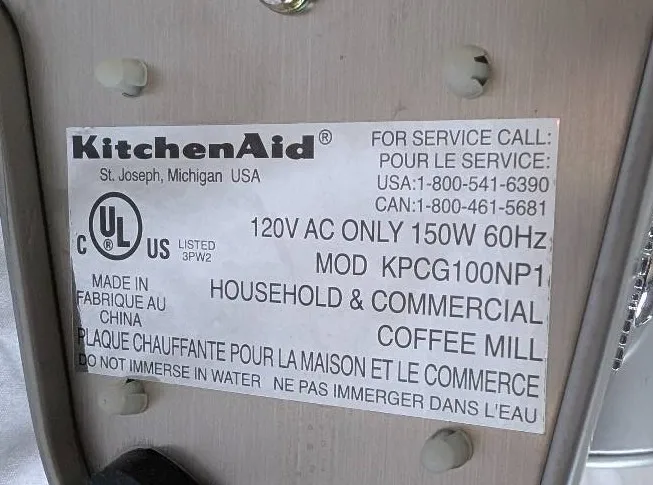 KitchenAid®
St. Joseph, Michigan USA
FOR SERVICE CALL:
POUR LE SERVICE:
USA:1-800-541-6390
CAN:1-800-461-5681
C UL® US LISTED
3PW2
120V AC ONLY 150W 60Hz
MOD KPCG100NP1
MADE IN
FABRIQUE AU
CHINA
HOUSEHOLD & COMMERCIAL
COFFEE MILL
PLAQUE CHAUFFANTE POUR LA MAISON ET LE COMMERCE
DO NOT IMMERSE IN WATER NE PAS IMMERGER DANS L'EAU